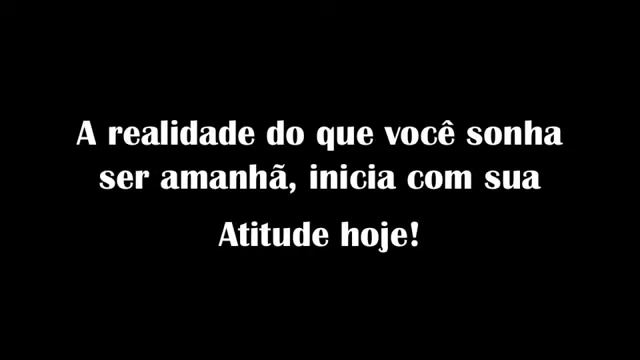 A realidade do que você sonha
ser amanhã, inicia com sua
Atitude hoje!